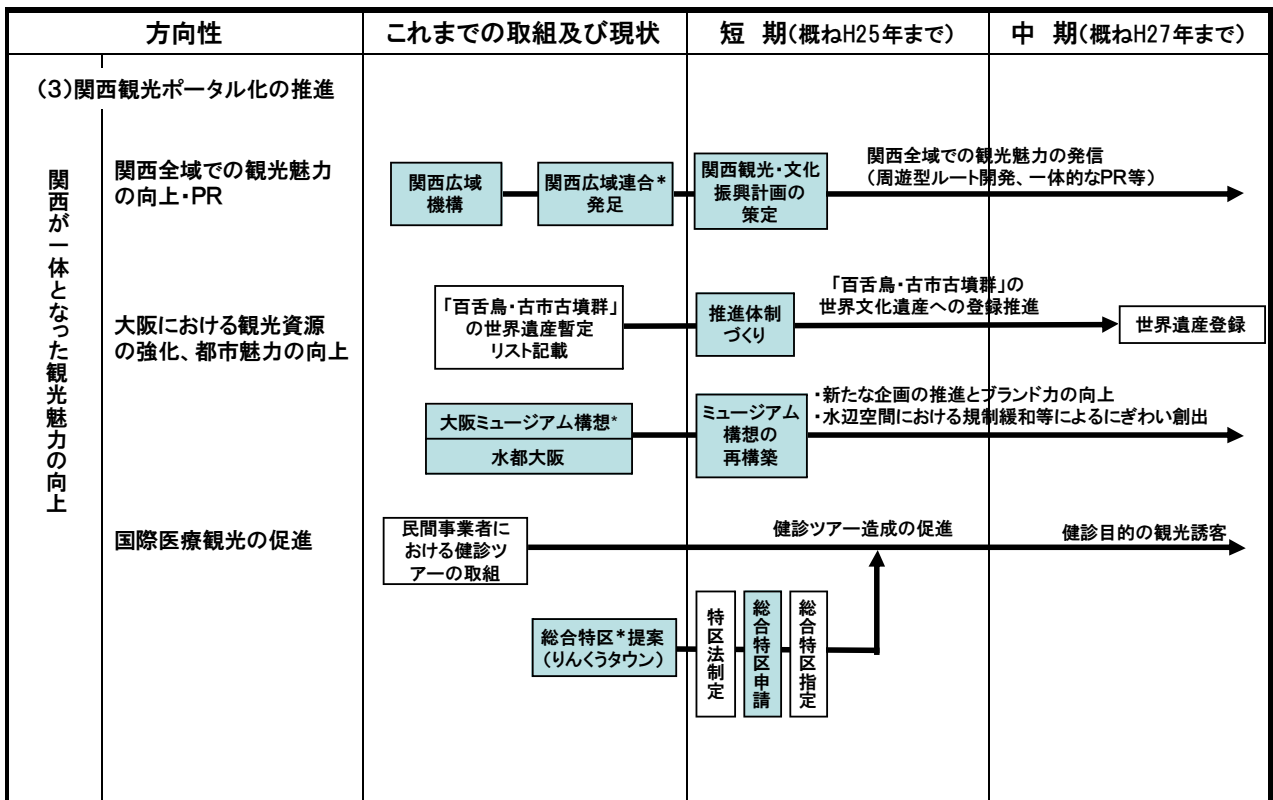 方向性
これまでの取組及び現状
短　期(概ねH25年まで)
中　期(概ねH27年まで)
(3)関西観光ポータル化の推進
関西が一体となった観光魅力の向上
関西全域での観光魅力
の向上・PR
関西広域
機構
関西広域連合*
発足
関西観光・文化
振興計画の
策定
関西全域での観光魅力の発信
(周遊型ルート開発、一体的なPR等)
大阪における観光資源
の強化、都市魅力の向上
「百舌鳥・古市古墳群」
の世界遺産暫定
リスト記載
推進体制
づくり
「百舌鳥・古市古墳群」の
世界文化遺産への登録推進
世界遺産登録
大阪ミュージアム構想*
水都大阪
ミュージアム
構想の
再構築
・新たな企画の推進とブランド力の向上
・水辺空間における規制緩和等によるにぎわい創出
国際医療観光の促進
民間事業者に
おける健診ツ
アーの取組
健診ツアー造成の促進
健診目的の観光誘客
総合特区*提案
(りんくうタウン)
特区法制定
総合特区申請
総合特区指定